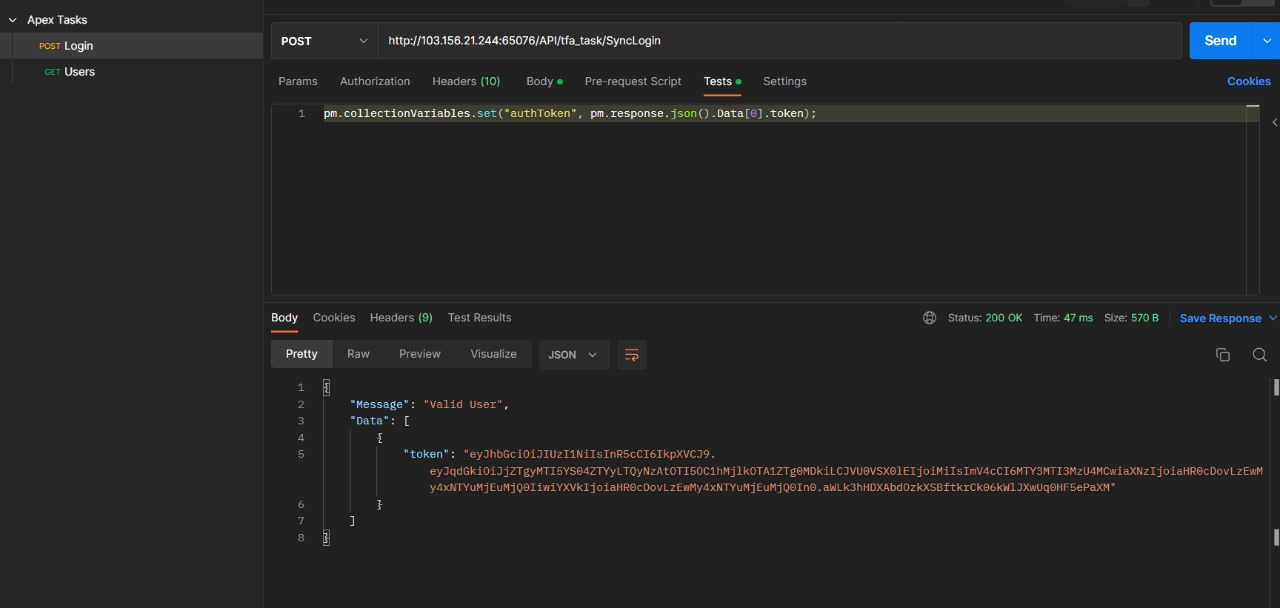 Apex Tasks
POST Login
GET Users
POST http://103.156.21.244:65076/API/tfa_task/SyncLogin Send
Params Authorization Headers (10) Body Pre-request Script Tests Settings Cookies
1 pm.collectionVariables.set("authToken", pm.response.json().Data[0].token);
Body Cookies Headers (9) Test Results Status: 200 OK Time: 47 ms Size: 570 B Save Response
Pretty Raw Preview Visualize JSON
1 {
2 "Message": "Valid User",
3 "Data": [
4 {
5 "token": "eyJhbGciOiJIUzI1NiIsInR5cCI6IkpXVCJ9.
eyJqdGkiOiJjZTgyMTI5YS04ZTYyLTQyNzAtOTI5OC1hMjlkOTA1ZTg0MDkiLCJVU0VSX0lEIjoiMiIsImV4cCI6MTY3MTI3MzU4MCwiaXNzIjoiaHR0cDovLzEwM
y4xNTYuMjEuMjQ0IiwiYXVkIjoiaHR0cDovLzEwMy4xNTYuMjEuMjQ0In0.aWLk3hHDXAbdOzkXSBftkrCk06kWlJXwUq0HF5ePaXM"
6 }
7 ]
8 }